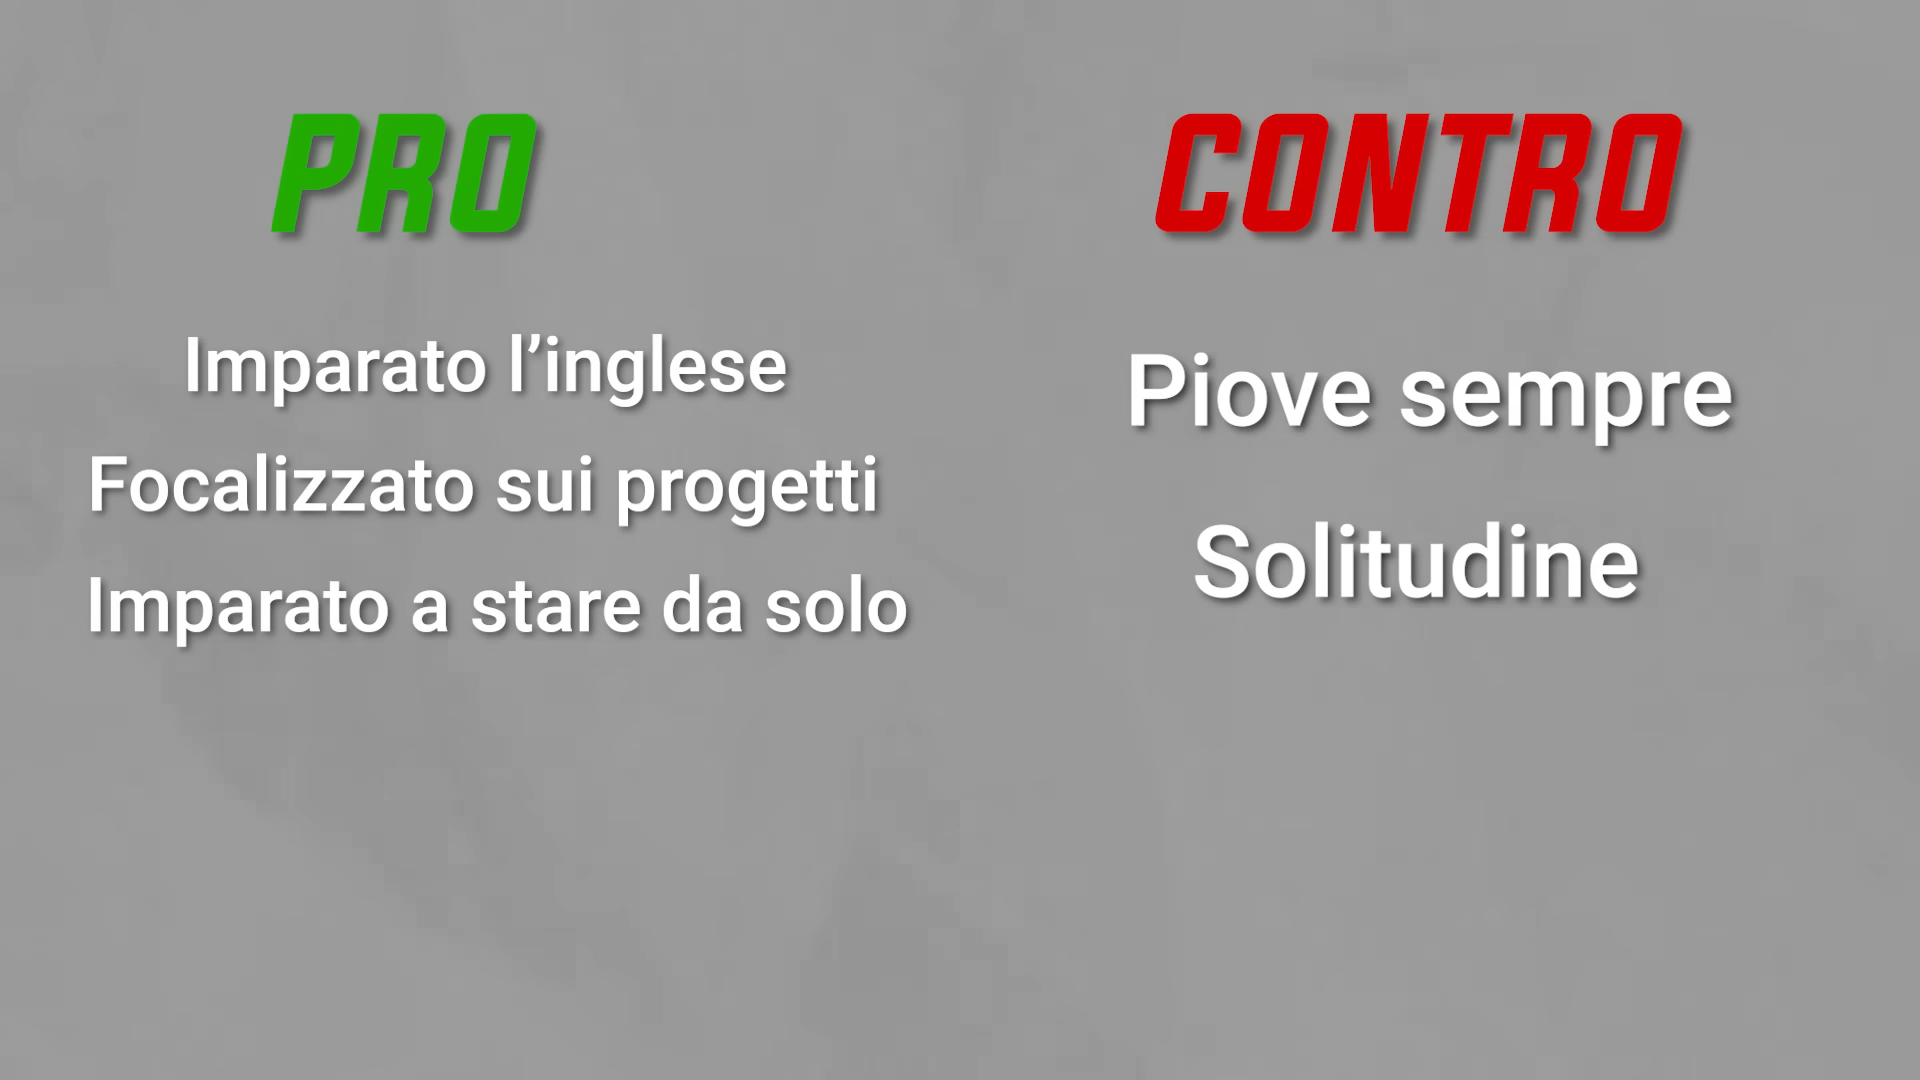 PRO
Imparato l’inglese
Focalizzato sui progetti
Imparato a stare da solo
CONTRO
Piove sempre
Solitudine